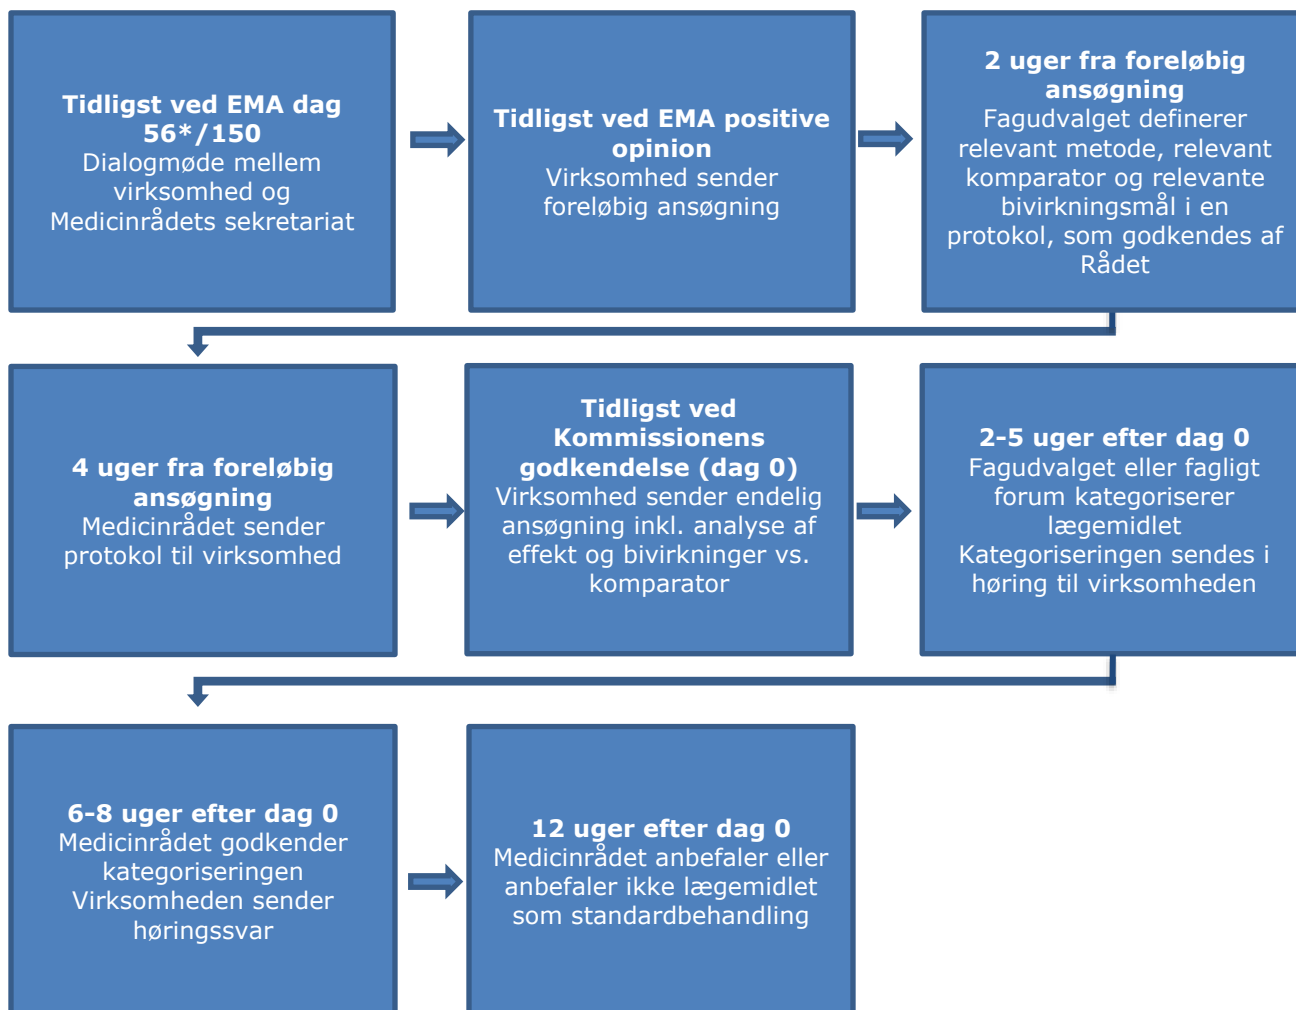 Tidligst ved EMA dag
56*/150
Dialogmøde mellem
virksomhed og
Medicinrådets sekretariat
Tidligst ved EMA positive
opinion
Virksomhed sender
foreløbig ansøgning
2 uger fra foreløbig
ansøgning
Fagudvalget definerer
relevant metode, relevant
komparator og relevante
bivirkningsmål i en
protokol, som godkendes af
Rådet
4 uger fra foreløbig
ansøgning
Medicinrådet sender
protokol til virksomhed
Tidligst ved
Kommissionens
godkendelse (dag 0)
Virksomhed sender endelig
ansøgning inkl. analyse af
effekt og bivirkninger vs.
komparator
2-5 uger efter dag 0
Fagudvalget eller fagligt
forum kategoriserer
lægemidlet
Kategoriseringen sendes i
høring til virksomheden
6-8 uger efter dag 0
Medicinrådet godkender
kategoriseringen
Virksomheden sender
høringssvar
12 uger efter dag 0
Medicinrådet anbefaler eller
anbefaler ikke lægemidlet
som standardbehandling